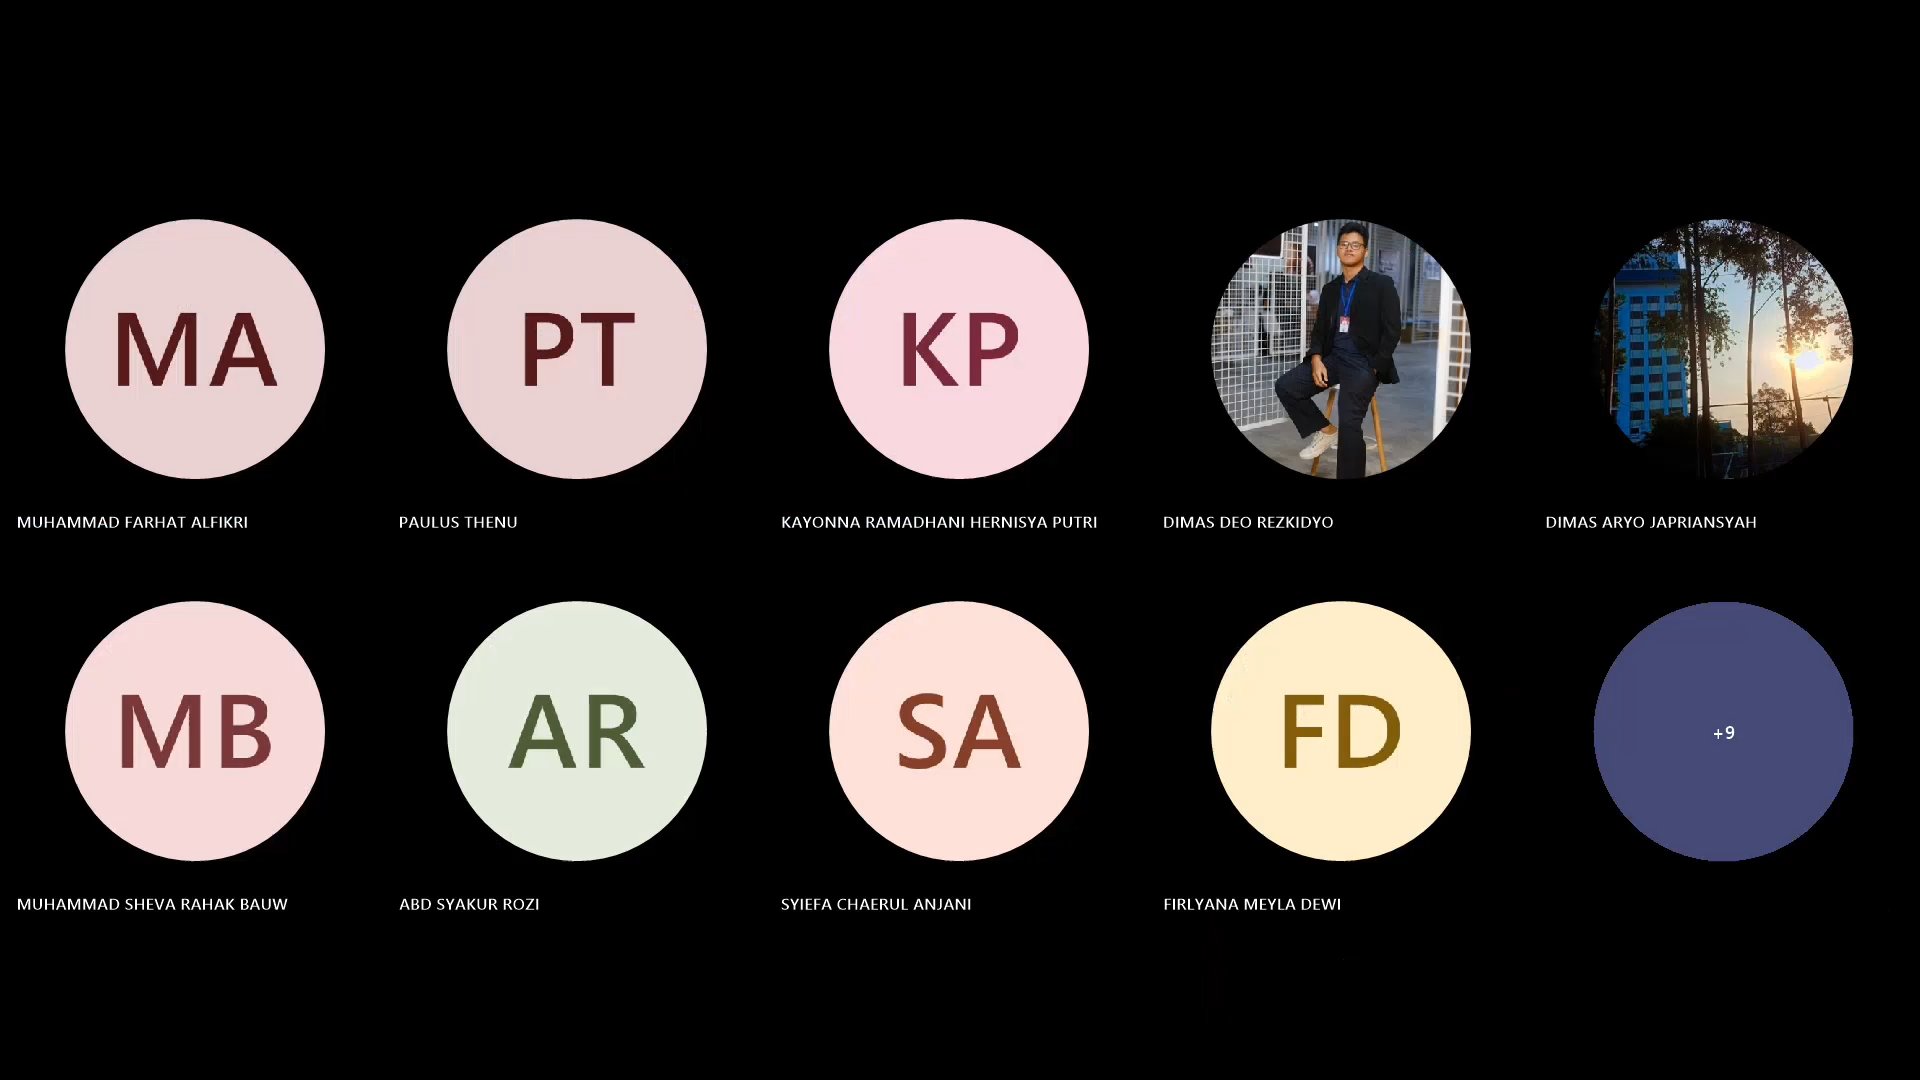 MA
PT
KP
MUHAMMAD FARHAT ALFIKRI
PAULUS THENU
KAYONNA RAMADHANI HERNISYA PUTRI
DIMAS DEO REZKIDYO
DIMAS ARYO JAPRIANSYAH
MB
AR
SA
FD
+9
MUHAMMAD SHEVA RAHAK BAUW
ABD SYAKUR ROZI
SYIEFA CHAERUL ANJANI
FIRLYANA MEYLA DEWI